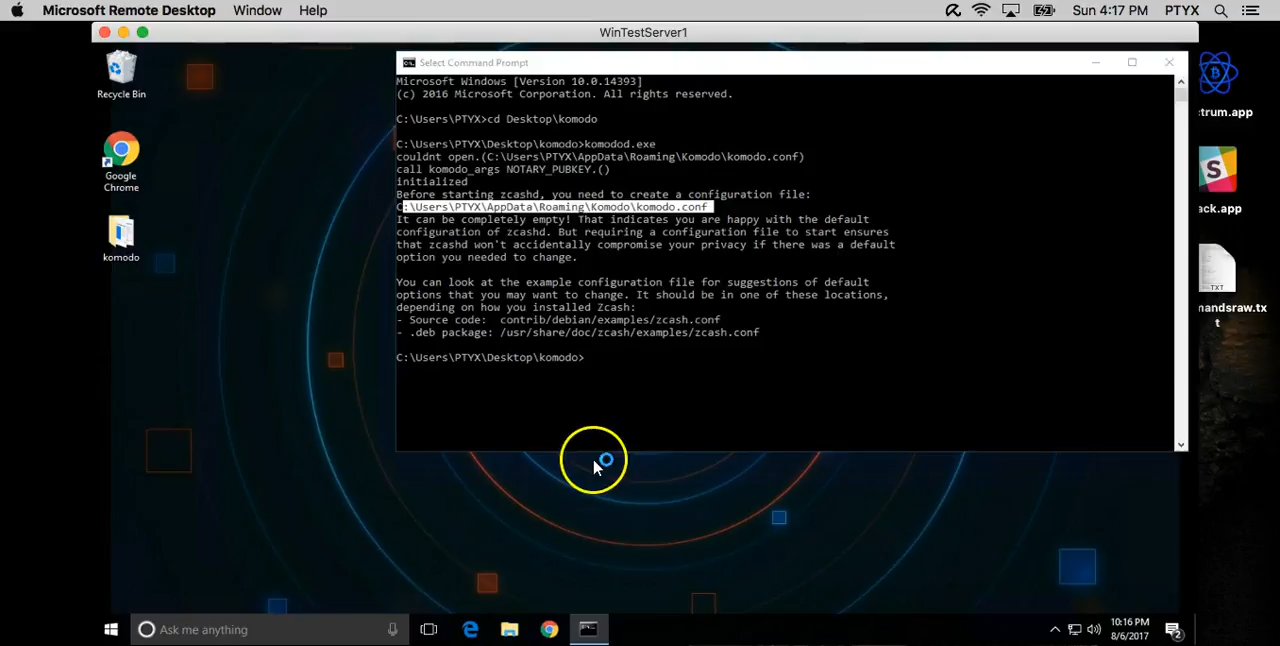 Microsoft Remote Desktop Window Help Sun 4:17 PM PTYX
WinTestServer1
Recycle Bin
Google
Chrome
komodo
Select Command Prompt
Microsoft Windows [Version 10.0.14393]
(c) 2016 Microsoft Corporation. All rights reserved.
C:\Users\PTYX>cd Desktop\komodo
C:\Users\PTYX\Desktop\komodo>komodod.exe
couldnt open.(C:\Users\PTYX\AppData\Roaming\Komodo\komodo.conf)
call komodo_args NOTARY_PUBKEY.()
initialized
Before starting zcashd, you need to create a configuration file:
C:\Users\PTYX\AppData\Roaming\Komodo\komodo.conf
It can be completely empty! That indicates you are happy with the default
configuration of zcashd. But requiring a configuration file to start ensures
that zcashd won't accidentally compromise your privacy if there was a default
option you needed to change.
You can look at the example configuration file for suggestions of default
options that you may want to change. It should be in one of these locations,
depending on how you installed Zcash:
- Source code: contrib/debian/examples/zcash.conf
- .deb package: /usr/share/doc/zcash/examples/zcash.conf
C:\Users\PTYX\Desktop\komodo>
ctrum.app
ack.app
TXT
mandsraw.tx
t
Ask me anything
10:16 PM
8/6/2017
2